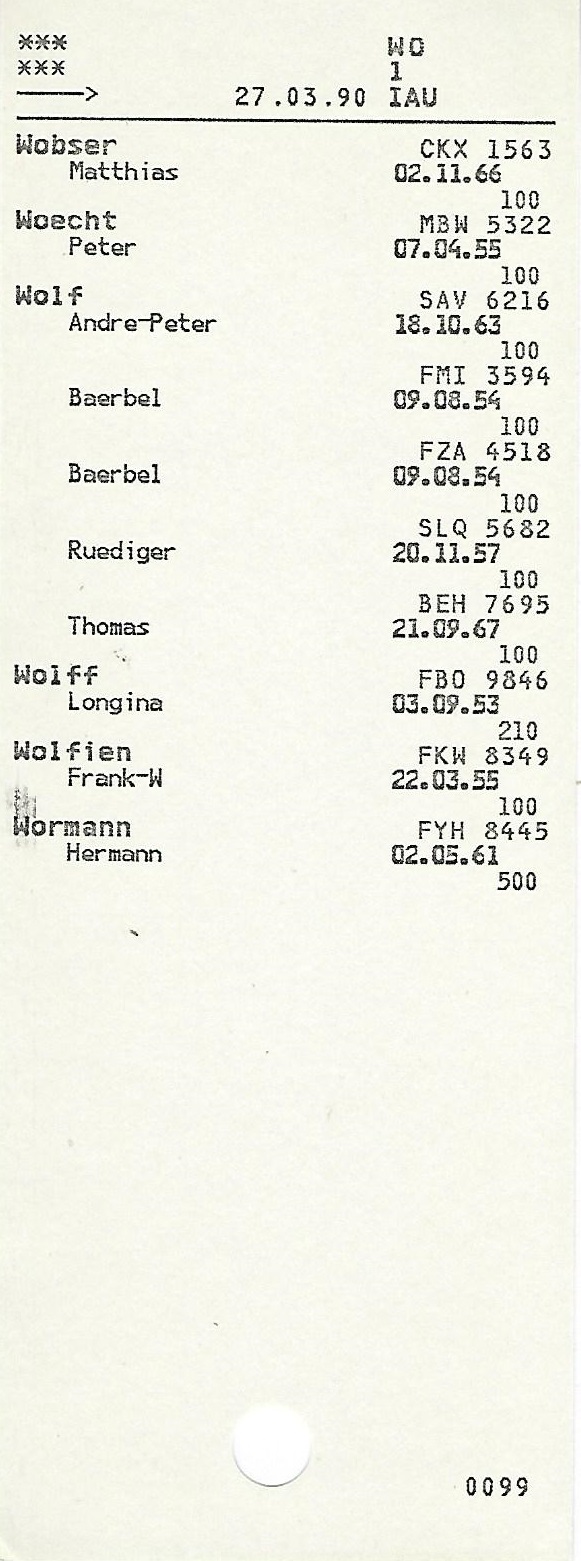 *** WO
*** 1
———> 27.03.90 IAU
Wobser CKX 1563
Matthias 02.11.66
100
Woecht MBW 5322
Peter 07.04.55
100
Wolf SAV 6216
Andre-Peter 18.10.63
100
FMI 3594
Baerbel 09.08.54
100
FZA 4518
Baerbel 09.08.54
100
SLQ 5682
Ruediger 20.11.57
100
BEH 7695
Thomas 21.09.67
100
Wolff FBO 9846
Longina 03.09.53
210
Wolfien FKW 8349
Frank-W 22.03.55
100
Wormann FYH 8445
Hermann 02.05.61
500
0099